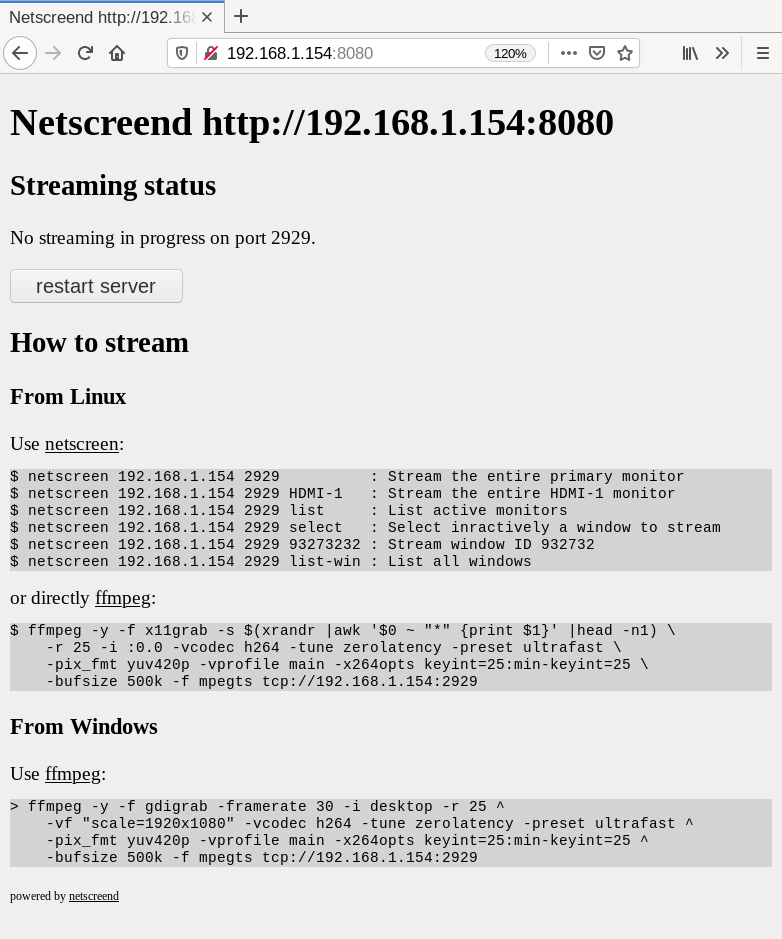 Netscreend http://192.168
192.168.1.154:8080
120%
Netscreend http://192.168.1.154:8080
Streaming status
No streaming in progress on port 2929.
restart server
How to stream
From Linux
Use netscreen:
$ netscreen 192.168.1.154 2929          : Stream the entire primary monitor
$ netscreen 192.168.1.154 2929 HDMI-1   : Stream the entire HDMI-1 monitor
$ netscreen 192.168.1.154 2929 list     : List active monitors
$ netscreen 192.168.1.154 2929 select   : Select inractively a window to stream
$ netscreen 192.168.1.154 2929 93273232 : Stream window ID 932732
$ netscreen 192.168.1.154 2929 list-win : List all windows
or directly ffmpeg:
$ ffmpeg -y -f x11grab -s $(xrandr |awk '$0 ~ "*" {print $1}' |head -n1) \
    -r 25 -i :0.0 -vcodec h264 -tune zerolatency -preset ultrafast \
    -pix_fmt yuv420p -vprofile main -x264opts keyint=25:min-keyint=25 \
    -bufsize 500k -f mpegts tcp://192.168.1.154:2929
From Windows
Use ffmpeg:
> ffmpeg -y -f gdigrab -framerate 30 -i desktop -r 25 ^
    -vf "scale=1920x1080" -vcodec h264 -tune zerolatency -preset ultrafast ^
    -pix_fmt yuv420p -vprofile main -x264opts keyint=25:min-keyint=25 ^
    -bufsize 500k -f mpegts tcp://192.168.1.154:2929
powered by netscreend